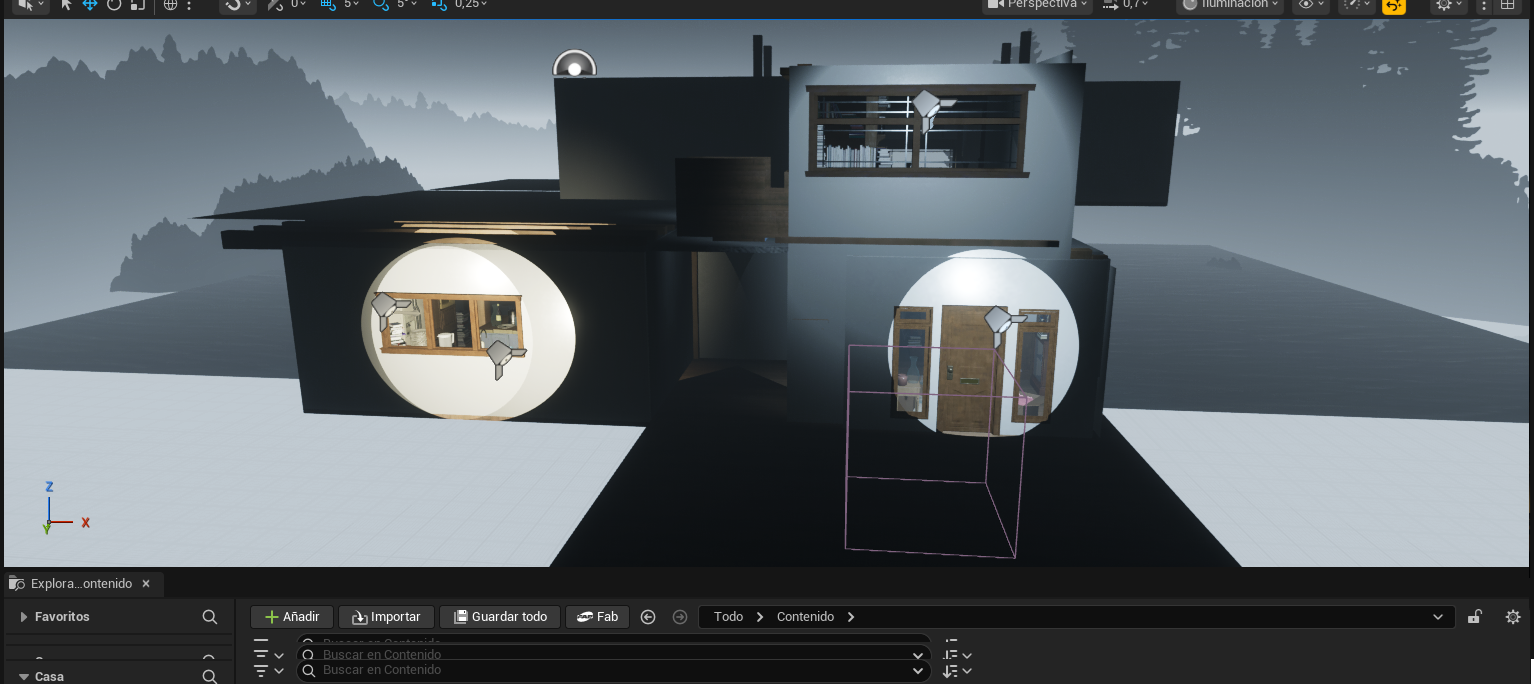 0 5 5° 0,25 Perspectiva 0,7 Iluminación
Z
X
Y
Explora...ontenido
Favoritos
Añadir Importar Guardar todo Fab Todo Contenido
Buscar en Contenido
Buscar en Contenido
Buscar en Contenido
Casa